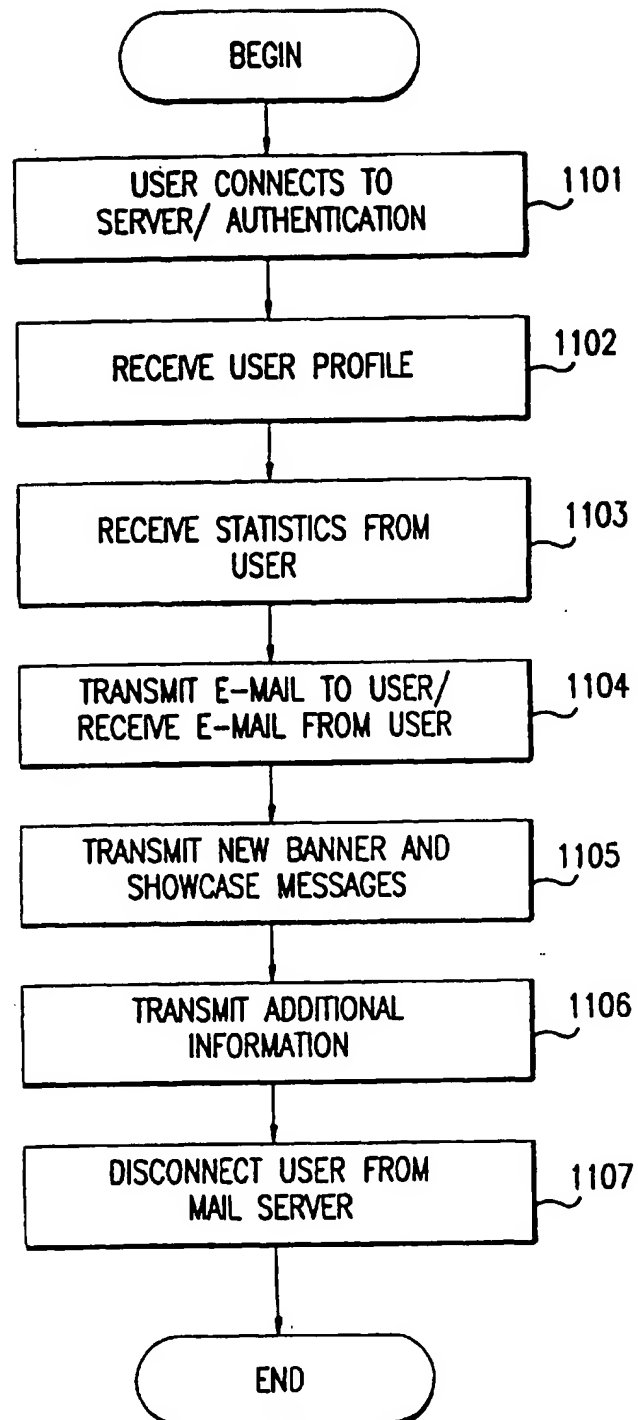 BEGIN
USER CONNECTS TO
SERVER/ AUTHENTICATION
1101
RECEIVE USER PROFILE
1102
RECEIVE STATISTICS FROM
USER
1103
TRANSMIT E-MAIL TO USER/
RECEIVE E-MAIL FROM USER
1104
TRANSMIT NEW BANNER AND
SHOWCASE MESSAGES
1105
TRANSMIT ADDITIONAL
INFORMATION
1106
DISCONNECT USER FROM
MAIL SERVER
1107
END